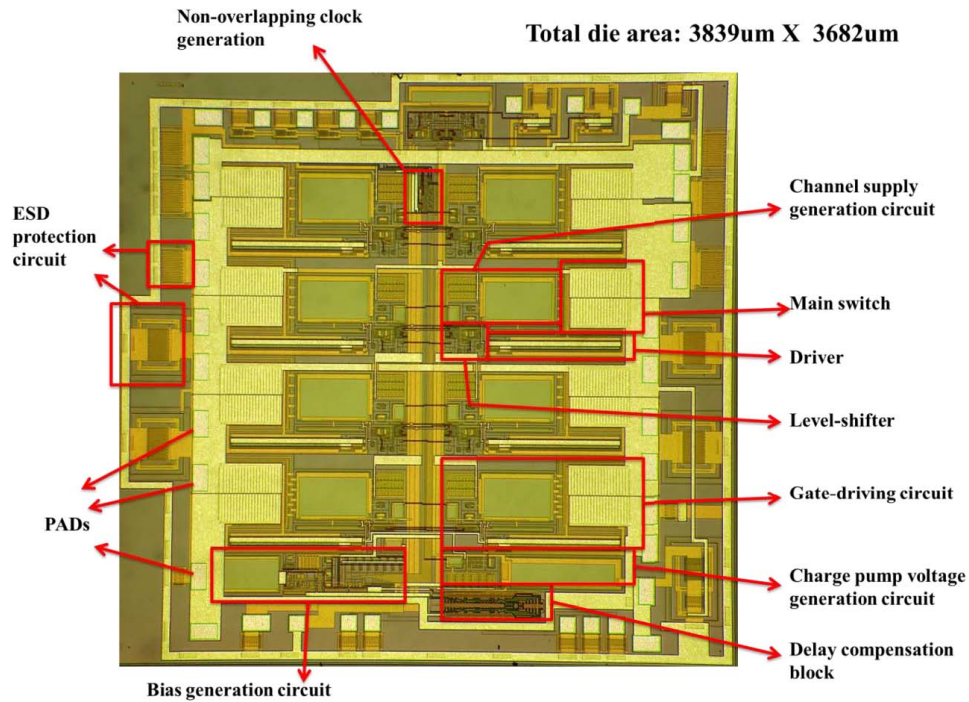 Non-overlapping clock
generation
Total die area: 3839um X  3682um
Channel supply
generation circuit
ESD
protection
circuit
Main switch
Driver
Level-shifter
Gate-driving circuit
PADs
Charge pump voltage
generation circuit
Delay compensation
block
Bias generation circuit